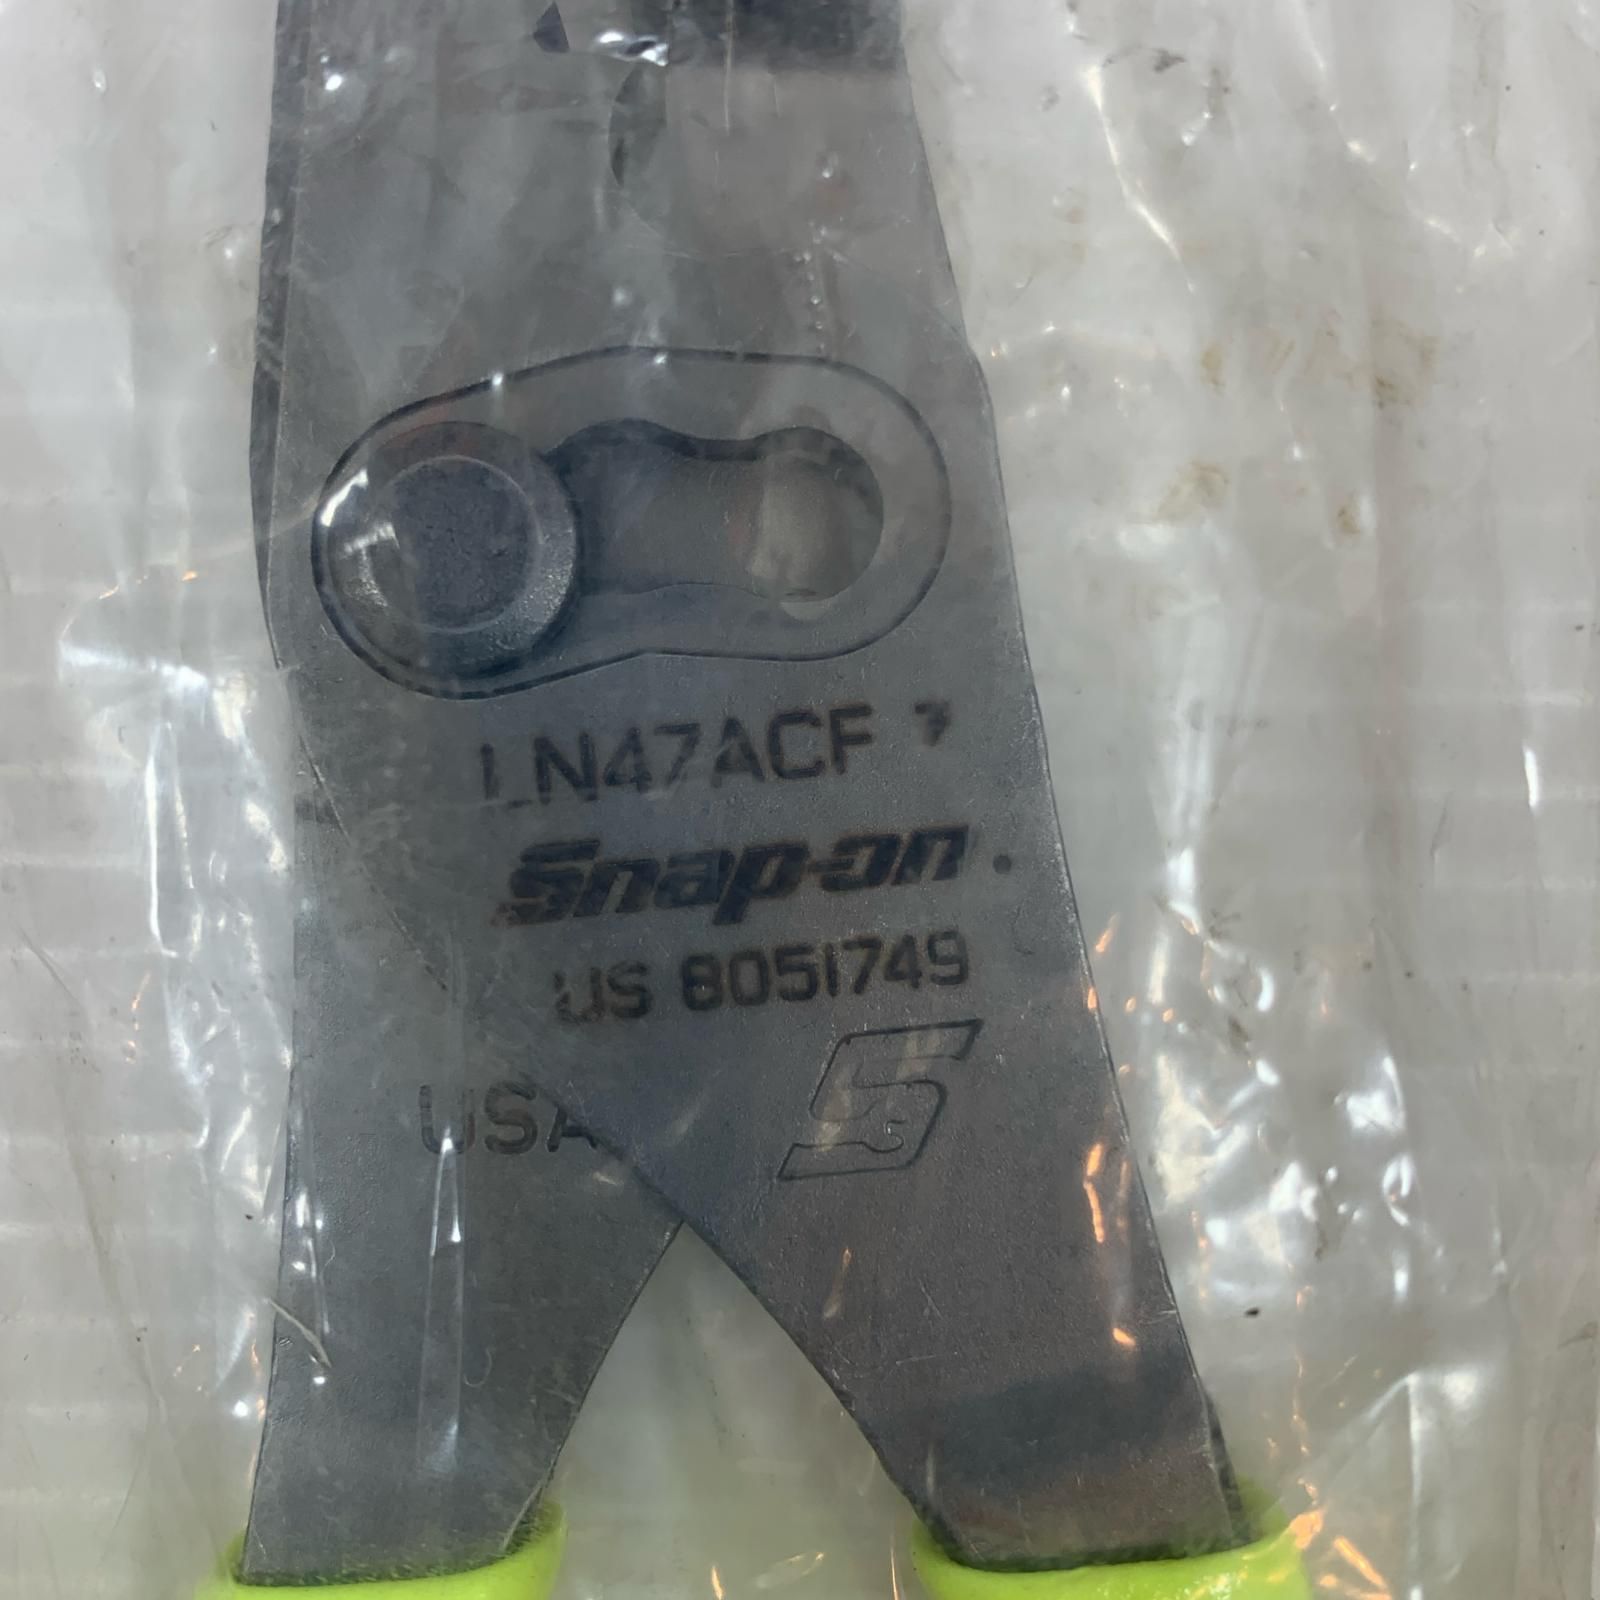 LN47ACF
Snap-on
US 8051749
USA S